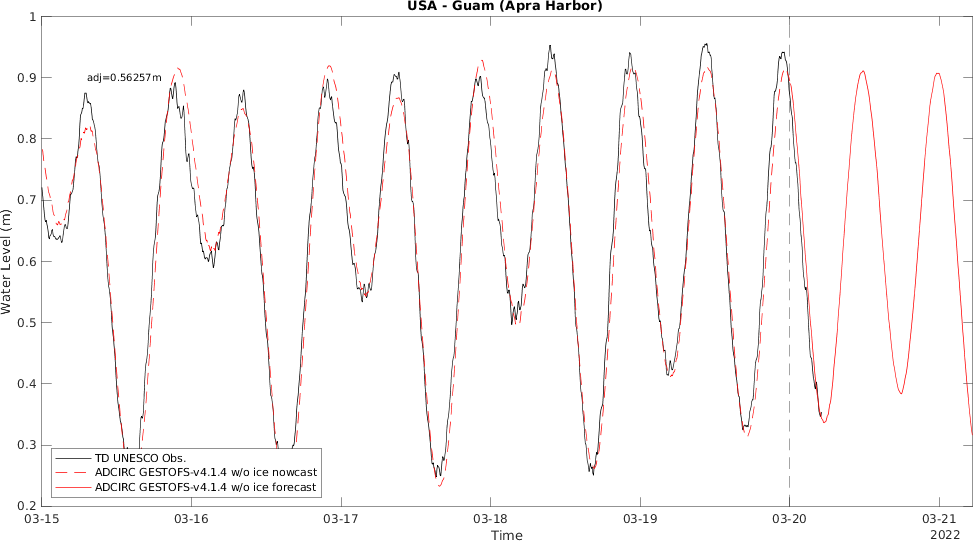 USA - Guam (Apra Harbor)
1
0.9
0.8
0.7
0.6
0.5
0.4
0.3
0.2
Water Level (m)
adj=0.56257m
TD UNESCO Obs.
ADCIRC GESTOFS-v4.1.4 w/o ice nowcast
ADCIRC GESTOFS-v4.1.4 w/o ice forecast
03-15 03-16 03-17 03-18 03-19 03-20 03-21
Time
2022